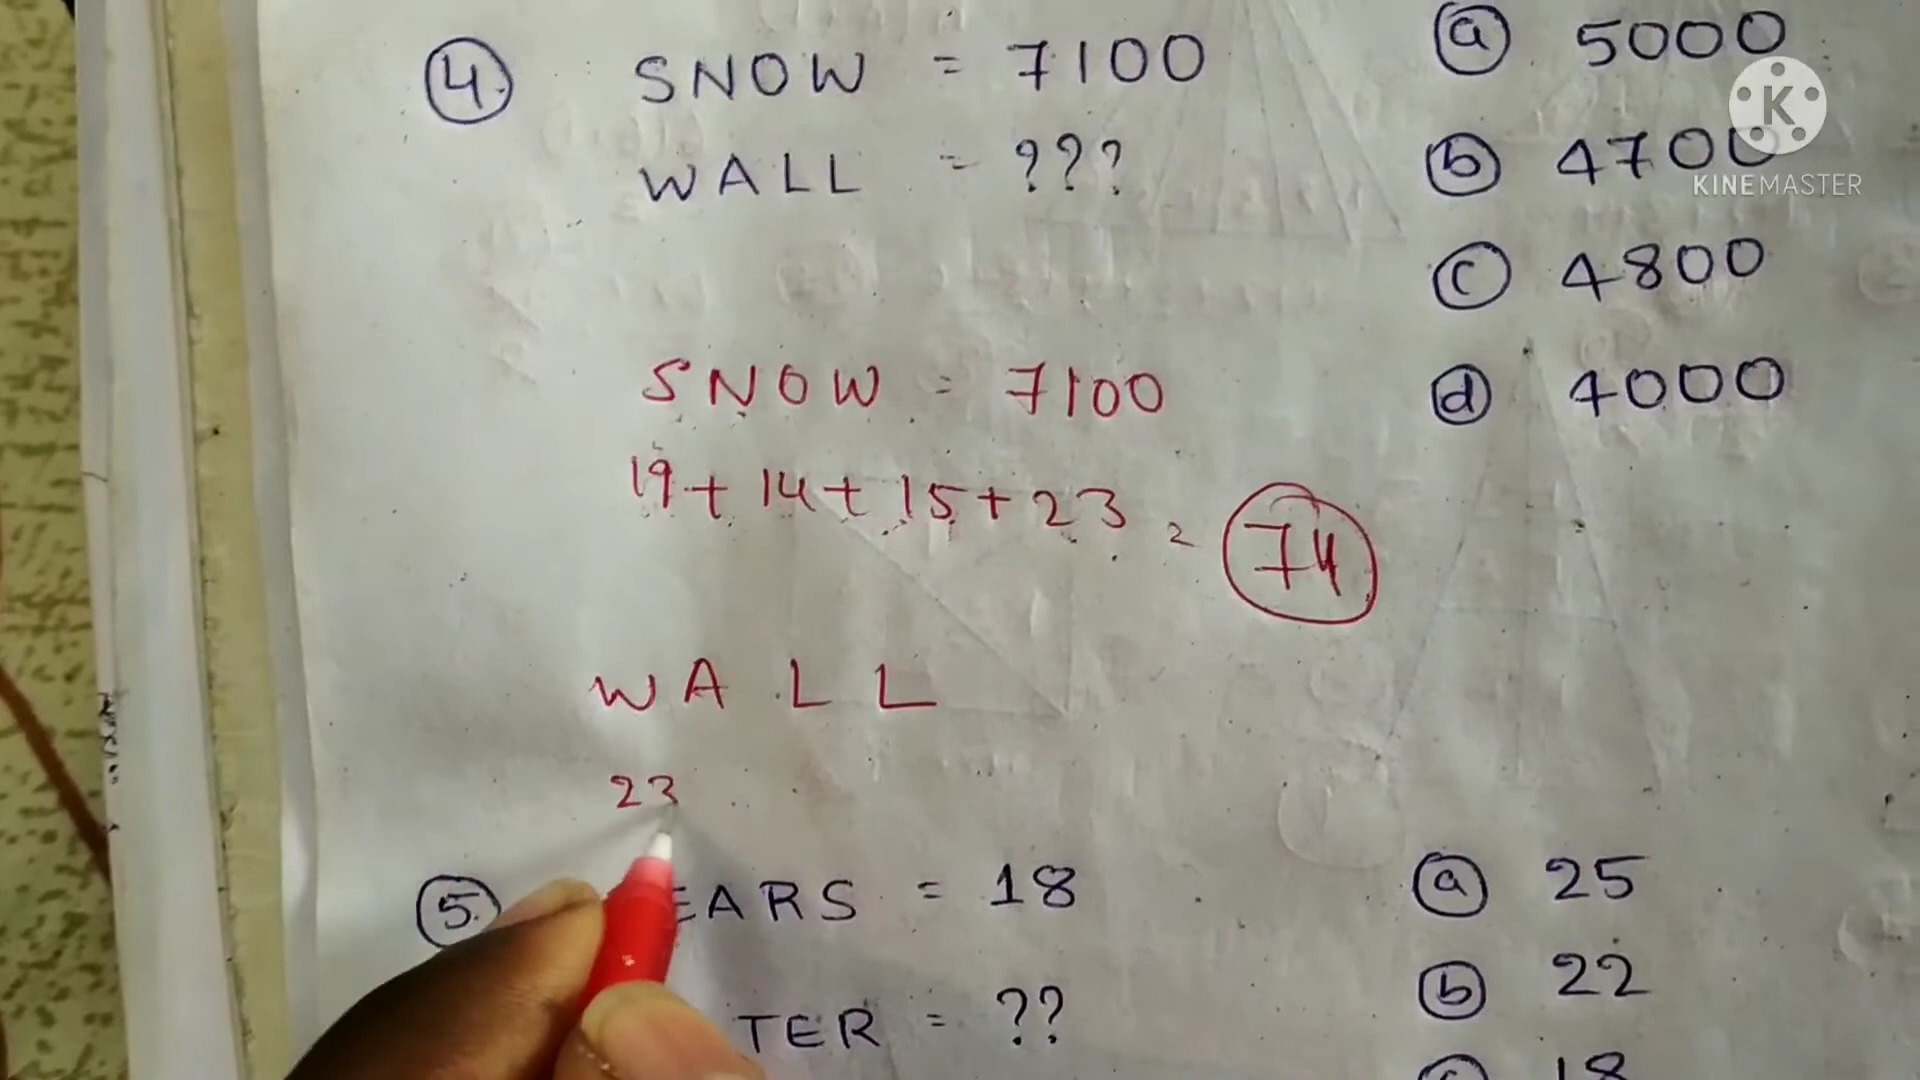 4 SNOW = 7100
WALL = ???
a 5000
b 4700
c 4800
d 4000
KINEMASTER
SNOW = 7100
19 + 14 + 15 + 23 = 74
WALL
23
5 EARS = 18
TER = ??
a 25
b 22
c 18